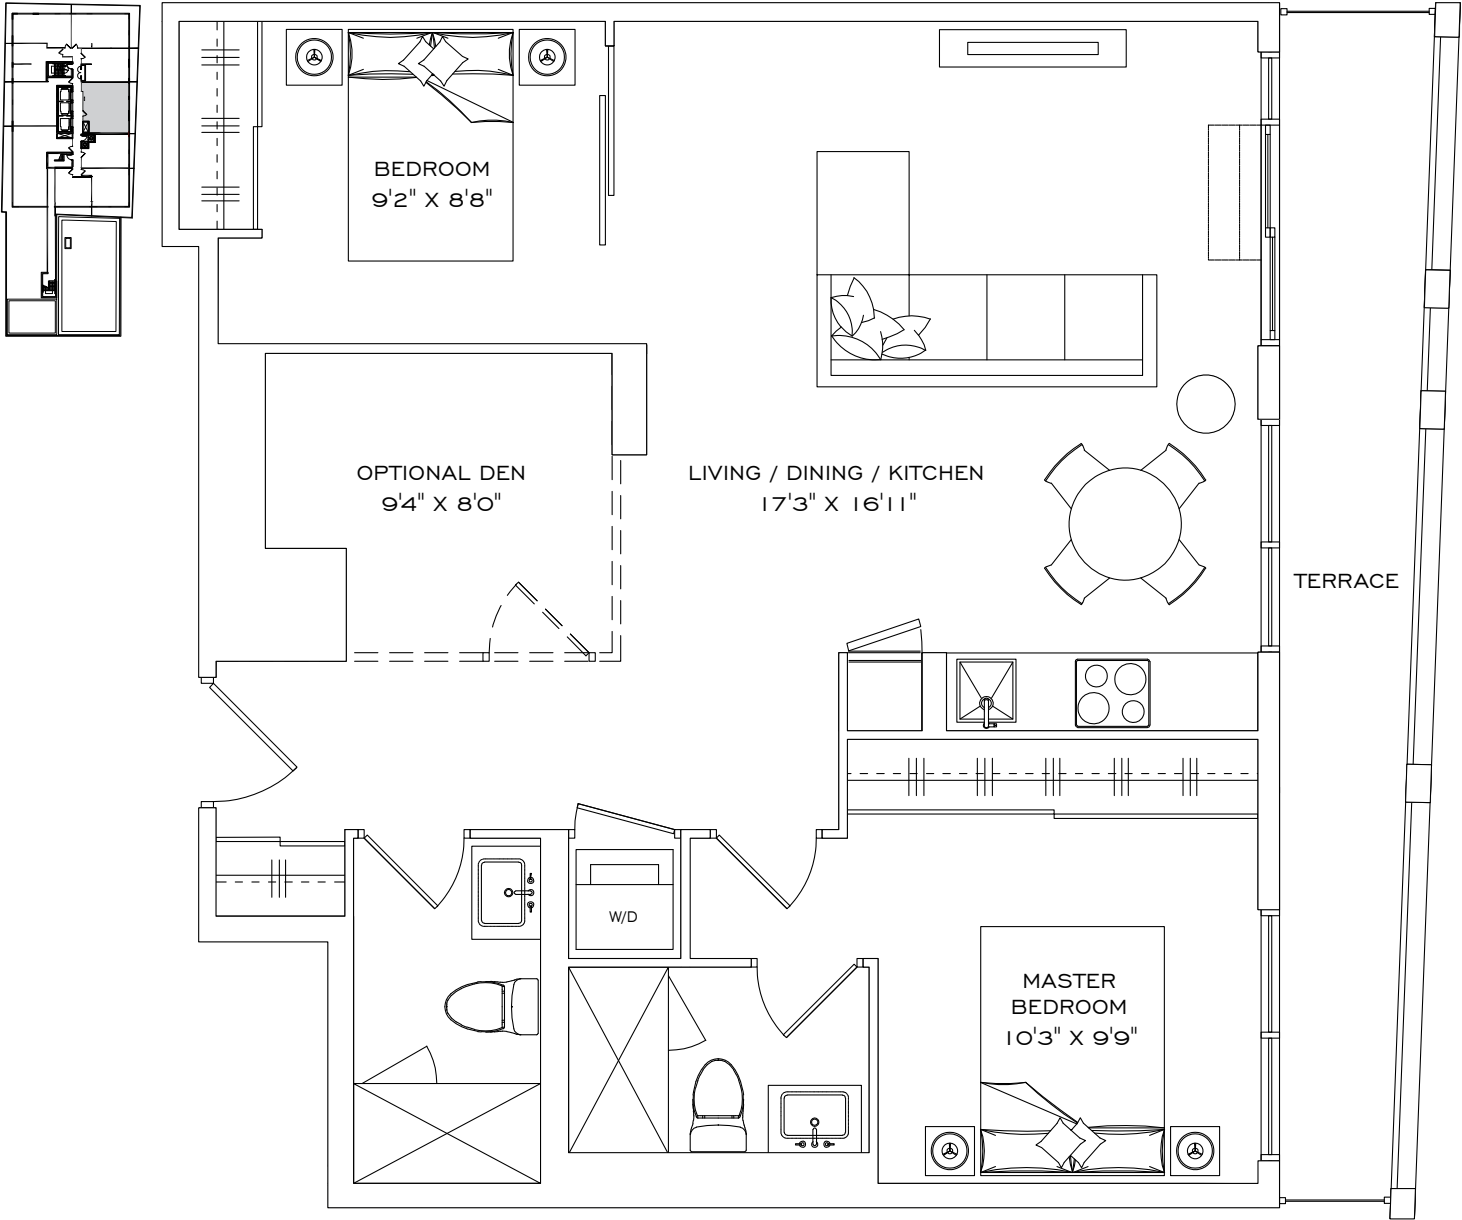 BEDROOM
9'2" X 8'8"
OPTIONAL DEN
9'4" X 8'0"
LIVING / DINING / KITCHEN
17'3" X 16'11"
TERRACE
W/D
MASTER
BEDROOM
10'3" X 9'9"